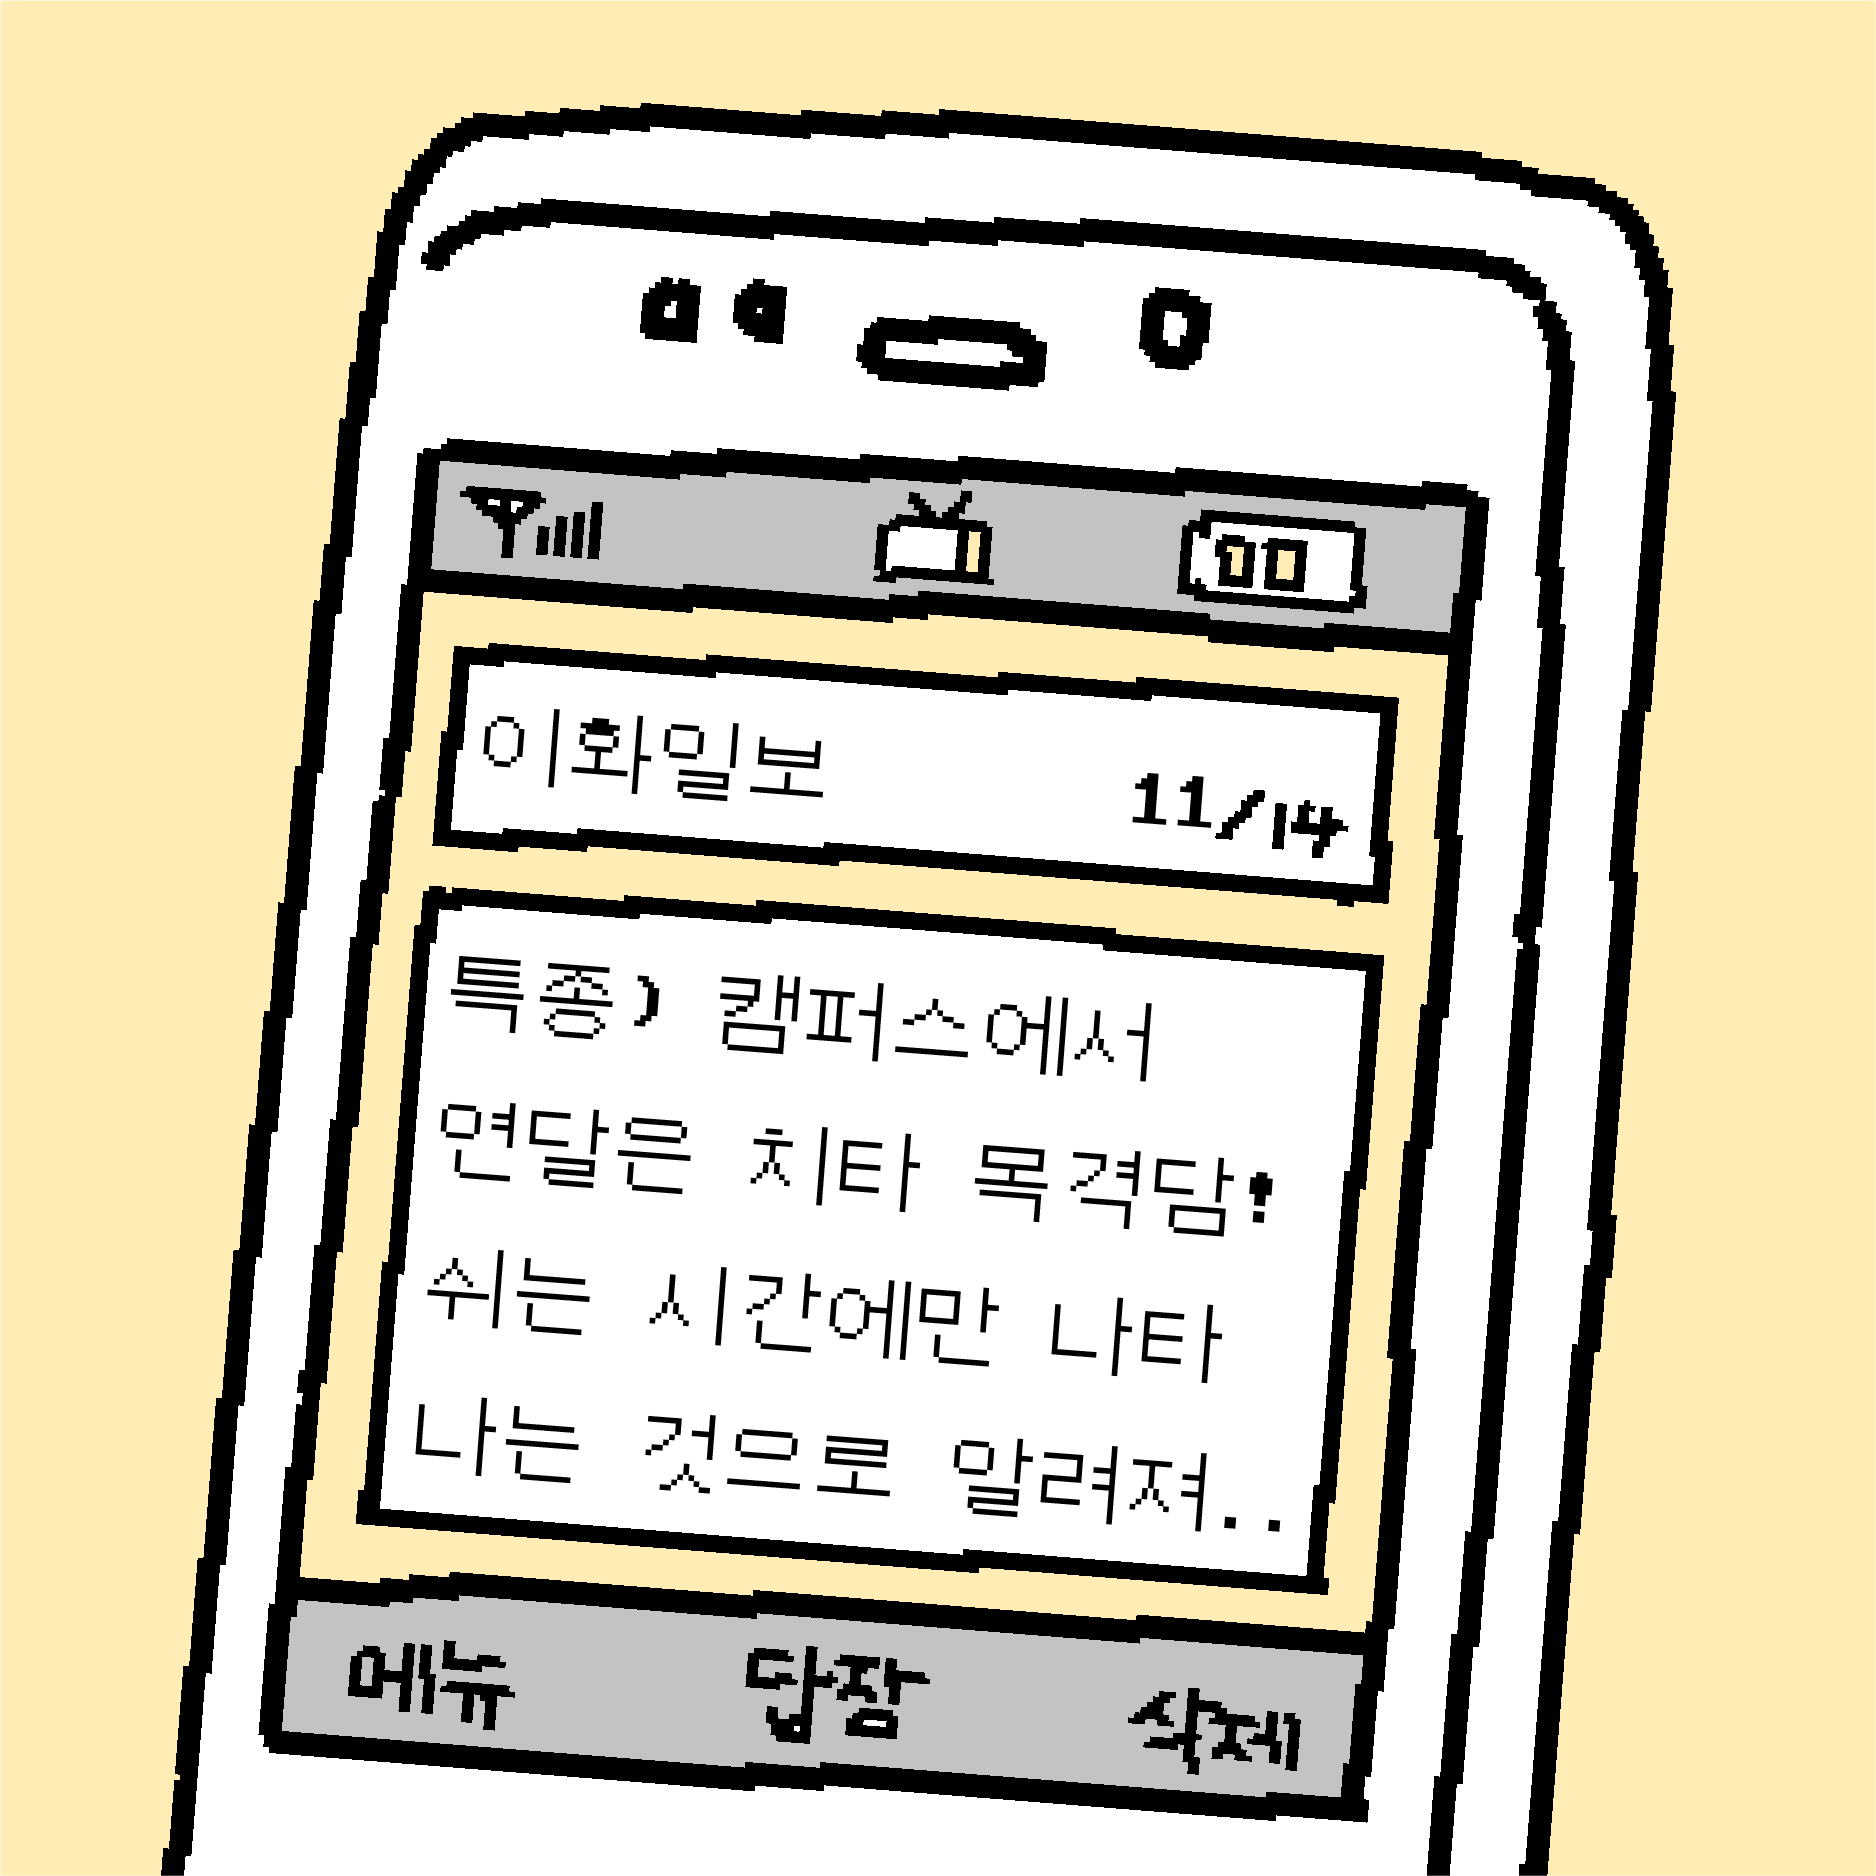 이화일보
11/14
특종) 캠퍼스에서
연달은 치타 목격담!
쉬는 시간에만 나타
나는 것으로 알려져..
메뉴 당장 삭제